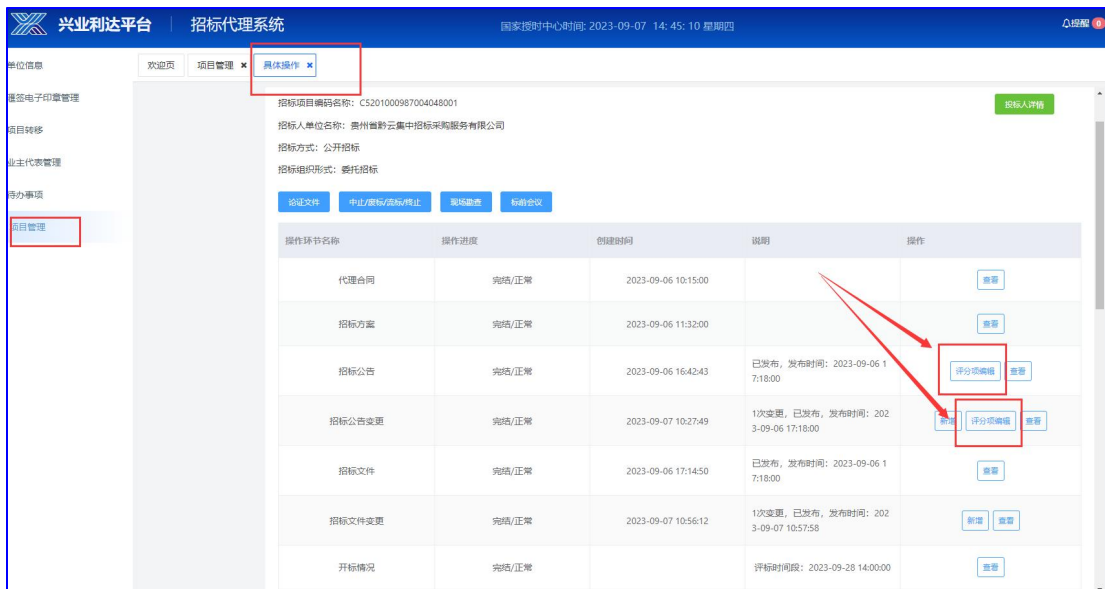 兴业利达平台 招标代理系统 国家授时中心时间: 2023-09-07 14: 45: 10 星期四 提醒 0
单位信息 欢迎页 项目管理 × 具体操作 ×
电子印章管理
项目转移
业主代表管理
待办事项
项目管理
招标项目编码名称：C5201000987004048001 投标人详情
招标人单位名称：贵州省黔云集中招标采购服务有限公司
招标方式：公开招标
招标组织形式：委托招标
论证文件 中止/废标/流标/终止 现场勘查 标前会议
操作环节名称 操作进度 创建时间 说明 操作
代理合同 完结/正常 2023-09-06 10:15:00 查看
招标方案 完结/正常 2023-09-06 11:32:00 查看
招标公告 完结/正常 2023-09-06 16:42:43 已发布，发布时间：2023-09-06 1
7:18:00 评分项编辑 查看
招标公告变更 完结/正常 2023-09-07 10:27:49 1次变更，已发布，发布时间：202
3-09-06 17:18:00 新增 评分项编辑 查看
招标文件 完结/正常 2023-09-06 17:14:50 已发布，发布时间：2023-09-06 1
7:18:00 查看
招标文件变更 完结/正常 2023-09-07 10:56:12 1次变更，已发布，发布时间：202
3-09-07 10:57:58 新增 查看
开标情况 完结/正常 评标时间段：2023-09-28 14:00:00 查看